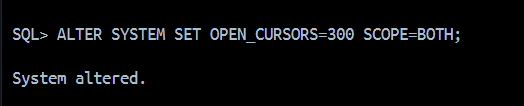 SQL> ALTER SYSTEM SET OPEN_CURSORS=300 SCOPE=BOTH;
System altered.